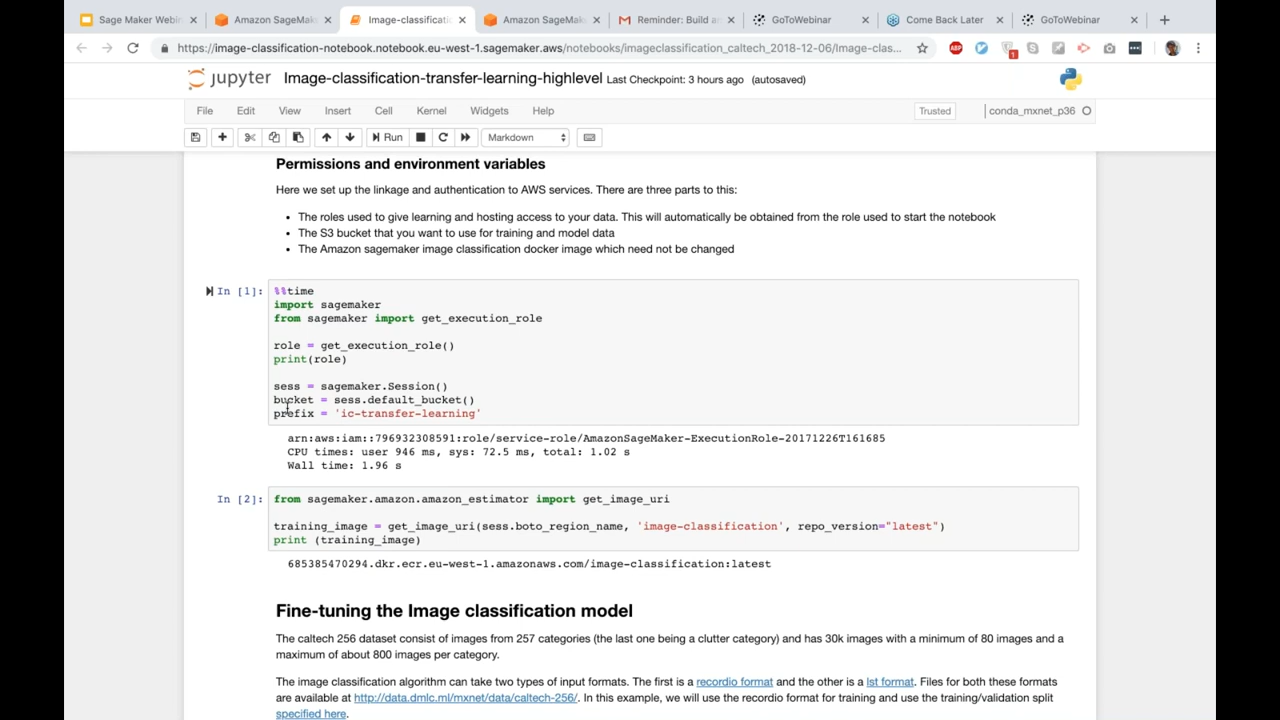 Sage Maker Webin
Amazon SageMak
Image-classificati
Amazon SageMak
Reminder: Build an
GoToWebinar
Come Back Later
GoToWebinar
https://image-classification-notebook.notebook.eu-west-1.sagemaker.aws/notebooks/imageclassification_caltech_2018-12-06/Image-clas...
ABP
1
jupyter Image-classification-transfer-learning-highlevel Last Checkpoint: 3 hours ago (autosaved)
File Edit View Insert Cell Kernel Widgets Help
Trusted
conda_mxnet_p36
Run
Markdown
Permissions and environment variables
Here we set up the linkage and authentication to AWS services. There are three parts to this:
• The roles used to give learning and hosting access to your data. This will automatically be obtained from the role used to start the notebook
• The S3 bucket that you want to use for training and model data
• The Amazon sagemaker image classification docker image which need not be changed
In [1]: %%time
import sagemaker
from sagemaker import get_execution_role
role = get_execution_role()
print(role)
sess = sagemaker.Session()
bucket = sess.default_bucket()
prefix = 'ic-transfer-learning'
arn:aws:iam::796932308591:role/service-role/AmazonSageMaker-ExecutionRole-20171226T161685
CPU times: user 946 ms, sys: 72.5 ms, total: 1.02 s
Wall time: 1.96 s
In [2]: from sagemaker.amazon.amazon_estimator import get_image_uri
training_image = get_image_uri(sess.boto_region_name, 'image-classification', repo_version="latest")
print (training_image)
685385470294.dkr.ecr.eu-west-1.amazonaws.com/image-classification:latest
Fine-tuning the Image classification model
The caltech 256 dataset consist of images from 257 categories (the last one being a clutter category) and has 30k images with a minimum of 80 images and a
maximum of about 800 images per category.
The image classification algorithm can take two types of input formats. The first is a recordio format and the other is a lst format. Files for both these formats
are available at http://data.dmlc.ml/mxnet/data/caltech-256/. In this example, we will use the recordio format for training and use the training/validation split
specified here.